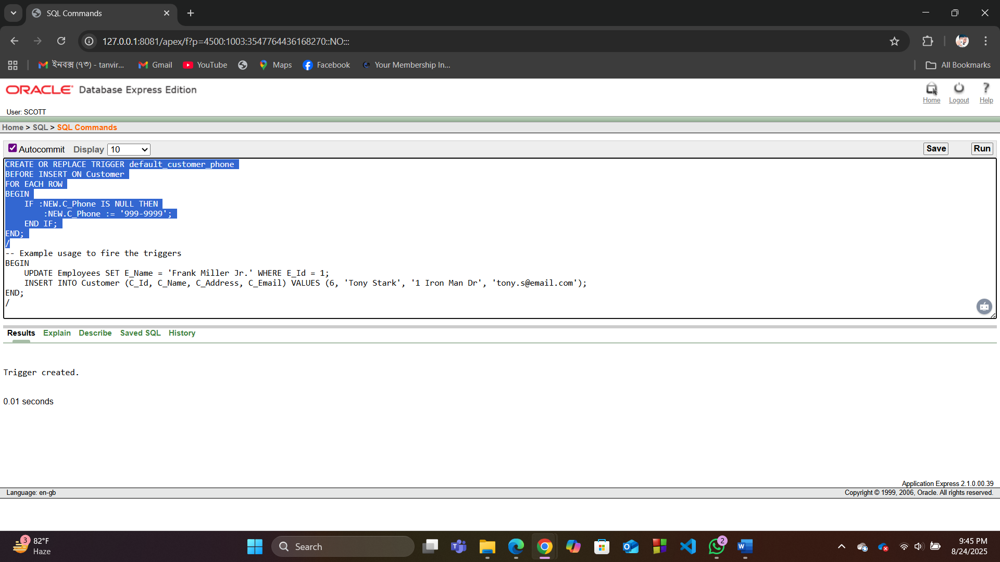 SQL Commands
127.0.0.1:8081/apex/f?p=4500:1003:3547764436168270::NO:::
ইনবক্স (৭৩) - tanvir... Gmail YouTube Maps Facebook Your Membership In... All Bookmarks
ORACLE Database Express Edition
Home Logout Help
User: SCOTT
Home > SQL > SQL Commands
Autocommit Display 10 Save Run
CREATE OR REPLACE TRIGGER default_customer_phone
BEFORE INSERT ON Customer
FOR EACH ROW
BEGIN
    IF :NEW.C_Phone IS NULL THEN
        :NEW.C_Phone := '999-9999';
    END IF;
END;
/
-- Example usage to fire the triggers
BEGIN
    UPDATE Employees SET E_Name = 'Frank Miller Jr.' WHERE E_Id = 1;
    INSERT INTO Customer (C_Id, C_Name, C_Address, C_Email) VALUES (6, 'Tony Stark', '1 Iron Man Dr', 'tony.s@email.com');
END;
/
Results Explain Describe Saved SQL History
Trigger created.
0.01 seconds
Application Express 2.1.0.00.39
Language: en-gb Copyright © 1999, 2006, Oracle. All rights reserved.
3 82°F
Haze
Search
2
9:45 PM
8/24/2025